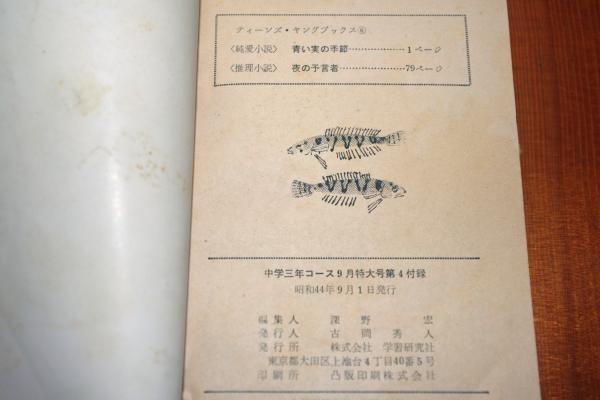 ティーンズ・ヤングブックス⑥
〈純愛小説〉 青い実の季節………………1ページ
〈推理小説〉 夜の予言者………………79ページ
中学三年コース9月特大号第4付録
昭和44年9月1日発行
編集人 深野 宏
発行人 古岡秀人
発行所 株式会社 学習研究社
東京都大田区上池台4丁目40番5号
印刷所 凸版印刷株式会社